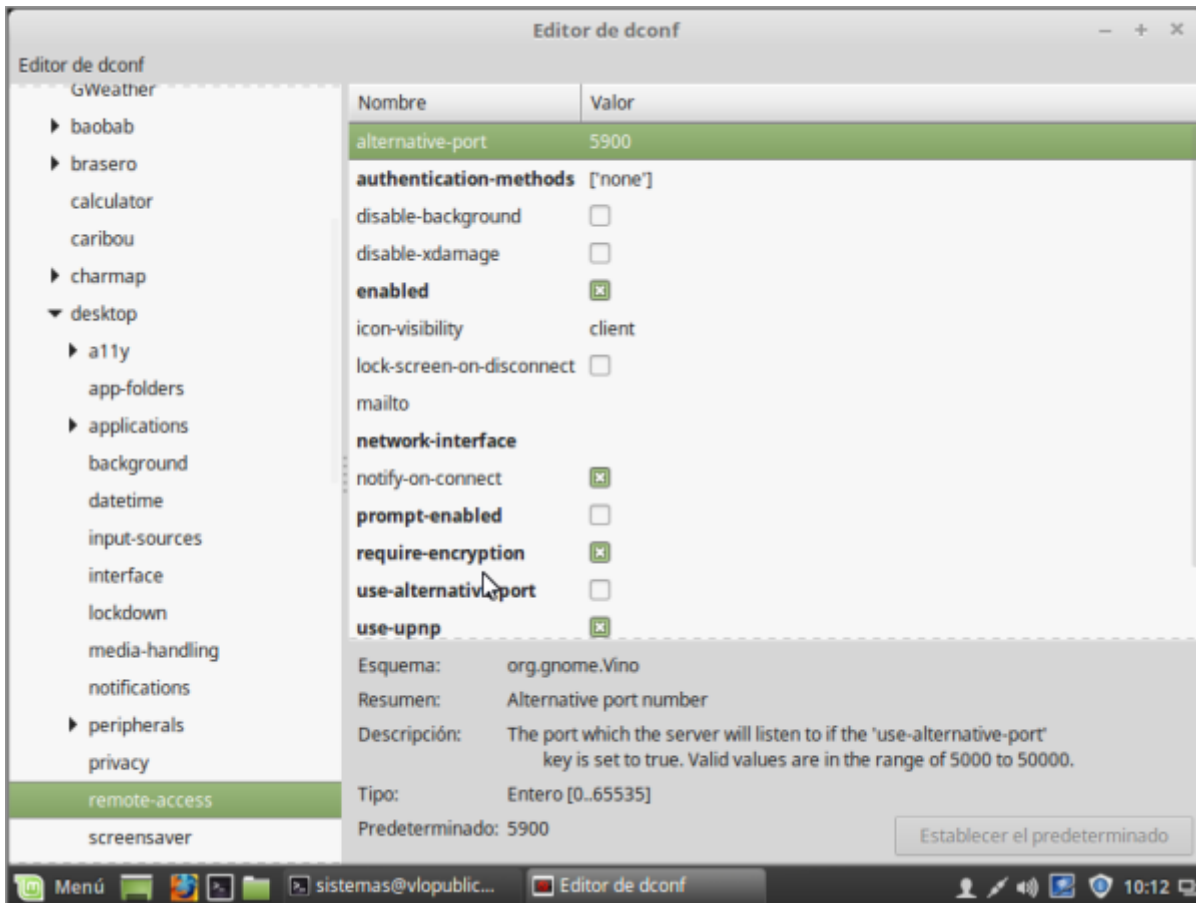 Editor de dconf
Editor de dconf
GWeather
baobab
brasero
calculator
caribou
charmap
desktop
a11y
app-folders
applications
background
datetime
input-sources
interface
lockdown
media-handling
notifications
peripherals
privacy
remote-access
screensaver
Nombre Valor
alternative-port 5900
authentication-methods ['none']
disable-background
disable-xdamage
enabled
icon-visibility client
lock-screen-on-disconnect
mailto
network-interface
notify-on-connect
prompt-enabled
require-encryption
use-alternative-port
use-upnp
Esquema: org.gnome.Vino
Resumen: Alternative port number
Descripción: The port which the server will listen to if the 'use-alternative-port'
key is set to true. Valid values are in the range of 5000 to 50000.
Tipo: Entero [0..65535]
Predeterminado: 5900
Establecer el predeterminado
Menú sistemas@vlopublic... Editor de dconf 10:12